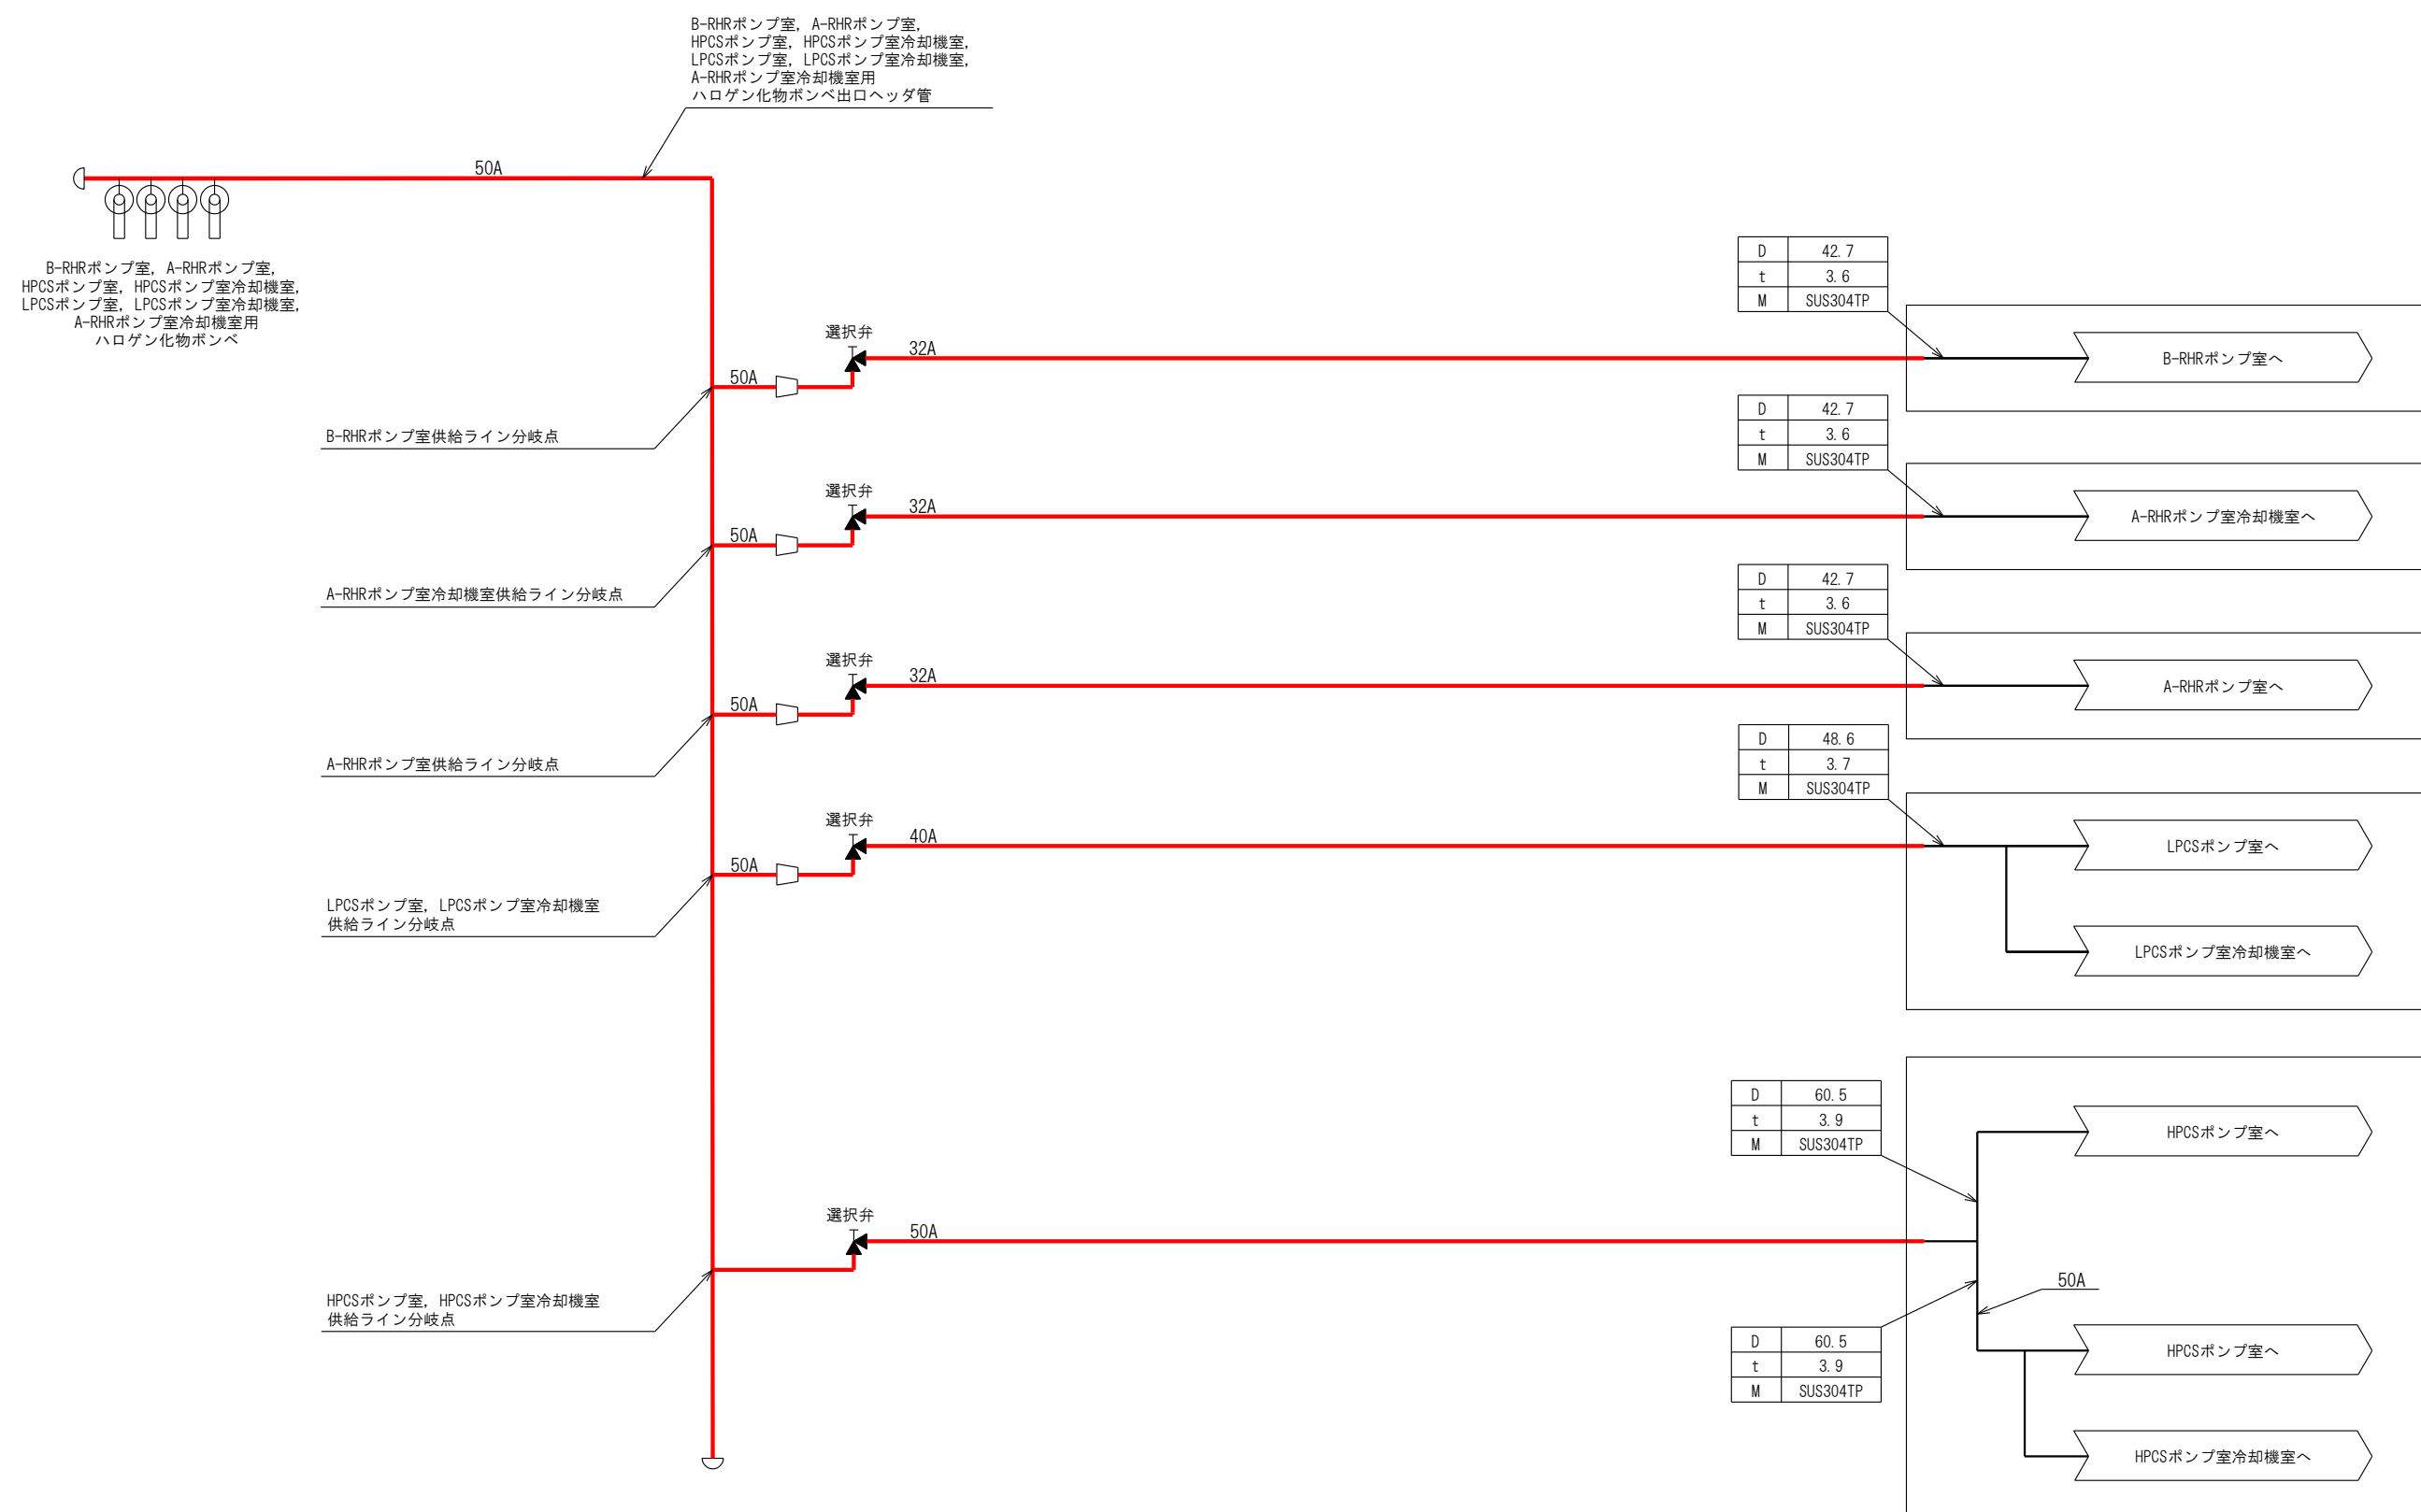 B-RHRポンプ室, A-RHRポンプ室,
HPCSポンプ室, HPCSポンプ室冷却機室,
LPCSポンプ室, LPCSポンプ室冷却機室,
A-RHRポンプ室冷却機室用
ハロゲン化物ボンベ出口ヘッダ管
50A
B-RHRポンプ室, A-RHRポンプ室,
HPCSポンプ室, HPCSポンプ室冷却機室,
LPCSポンプ室, LPCSポンプ室冷却機室,
A-RHRポンプ室冷却機室用
ハロゲン化物ボンベ
D 42.7
t 3.6
M SUS304TP
選択弁
32A
50A
B-RHRポンプ室へ
B-RHRポンプ室供給ライン分岐点
D 42.7
t 3.6
M SUS304TP
選択弁
32A
50A
A-RHRポンプ室冷却機室へ
A-RHRポンプ室冷却機室供給ライン分岐点
D 42.7
t 3.6
M SUS304TP
選択弁
32A
50A
A-RHRポンプ室へ
A-RHRポンプ室供給ライン分岐点
D 48.6
t 3.7
M SUS304TP
選択弁
40A
50A
LPCSポンプ室へ
LPCSポンプ室, LPCSポンプ室冷却機室
供給ライン分岐点
LPCSポンプ室冷却機室へ
D 60.5
t 3.9
M SUS304TP
HPCSポンプ室へ
選択弁
50A
50A
HPCSポンプ室, HPCSポンプ室冷却機室
供給ライン分岐点
D 60.5
t 3.9
M SUS304TP
HPCSポンプ室へ
HPCSポンプ室冷却機室へ